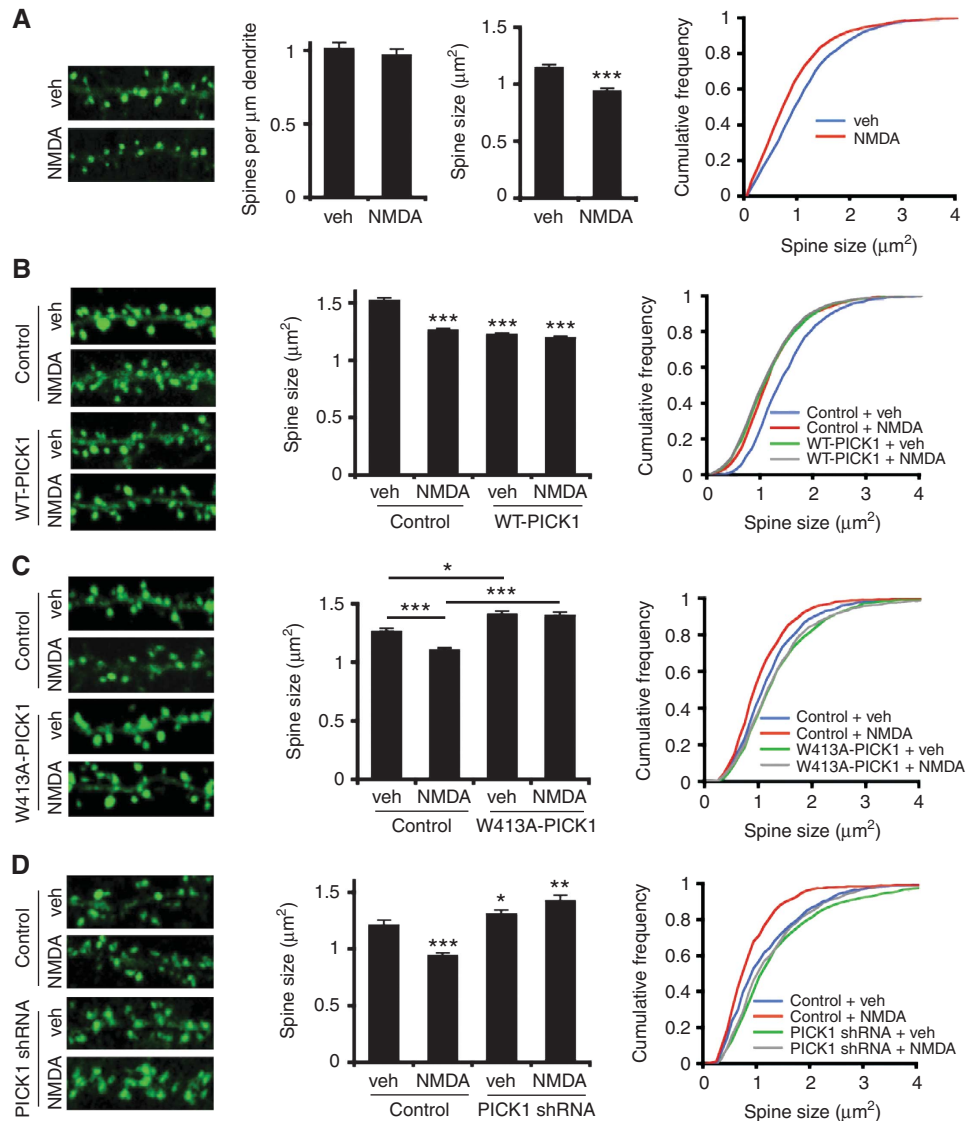 A
veh
NMDA
Spines per μm dendrite
1
0.5
0
veh NMDA
Spine size (μm²)
1.5
1
0.5
0
***
veh NMDA
Cumulative frequency
1
0.8
0.6
0.4
0.2
0
veh
NMDA
0 1 2 3 4
Spine size (μm²)
B
Control
veh
NMDA
WT-PICK1
veh
NMDA
Spine size (μm²)
1.5
1
1.5
0
*** *** ***
veh NMDA veh NMDA
Control WT-PICK1
Cumulative frequency
1
0.8
0.6
0.4
0.2
0
Control + veh
Control + NMDA
WT-PICK1 + veh
WT-PICK1 + NMDA
0 1 2 3 4
Spine size (μm²)
C
Control
veh
NMDA
W413A-PICK1
veh
NMDA
Spine size (μm²)
1.5
1
0.5
0
*
*** ***
veh NMDA veh NMDA
Control W413A-PICK1
Cumulative frequency
1
0.8
0.6
0.4
0.2
0
Control + veh
Control + NMDA
W413A-PICK1 + veh
W413A-PICK1 + NMDA
0 1 2 3 4
Spine size (μm²)
D
Control
veh
NMDA
PICK1 shRNA
veh
NMDA
Spine size (μm²)
1.5
1
0.5
0
*** * **
veh NMDA veh NMDA
Control PICK1 shRNA
Cumulative frequency
1
0.8
0.6
0.4
0.2
0
Control + veh
Control + NMDA
PICK1 shRNA + veh
PICK1 shRNA + NMDA
0 1 2 3 4
Spine size (μm²)